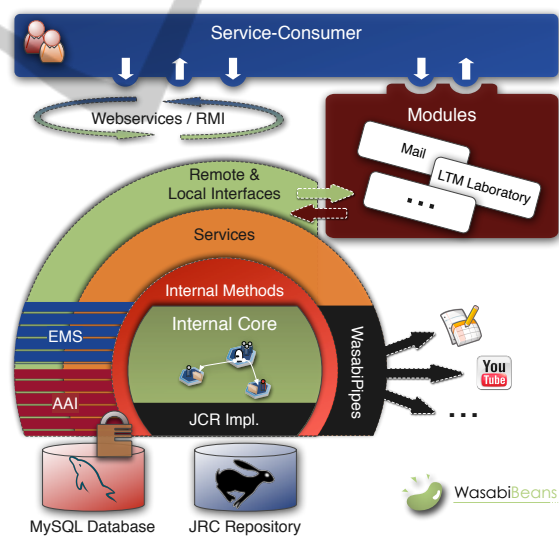 Service-Consumer
Webservices / RMI
Modules
Mail
LTM Laboratory
...
Remote &
Local Interfaces
Services
Internal Methods
Internal Core
EMS
WasabiPipes
You
Tube
AAI
JCR Impl.
...
MySQL Database
JRC Repository
WasabiBeans